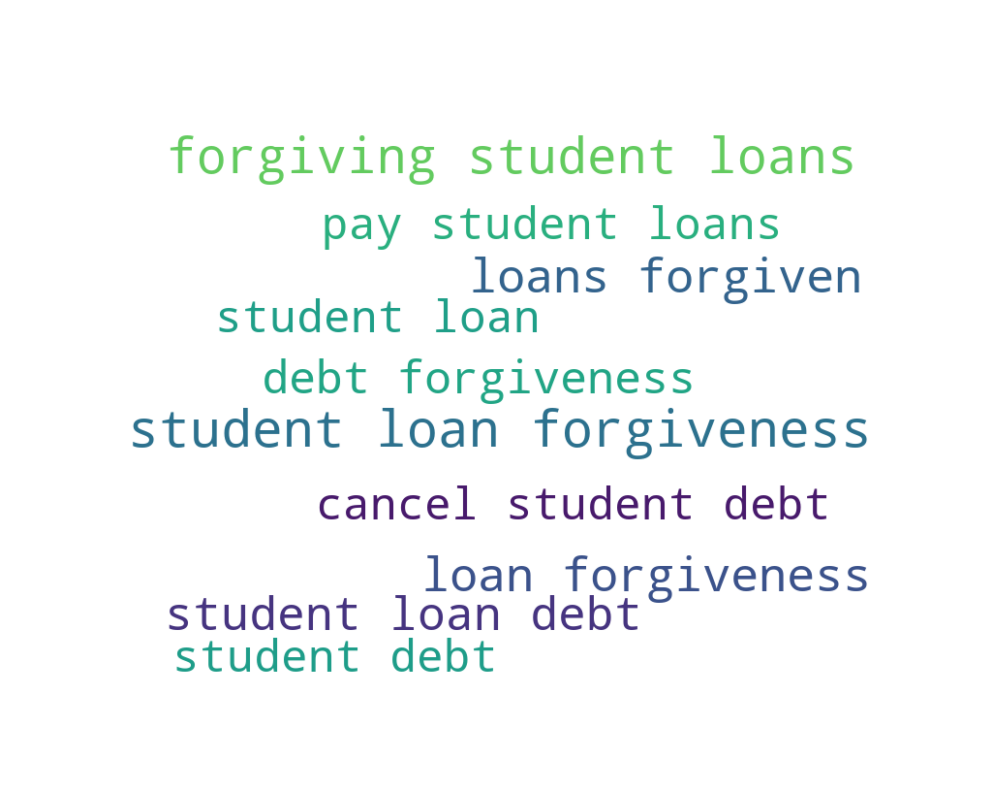 forgiving student loans
pay student loans
loans forgiven
student loan
debt forgiveness
student loan forgiveness
cancel student debt
loan forgiveness
student loan debt
student debt